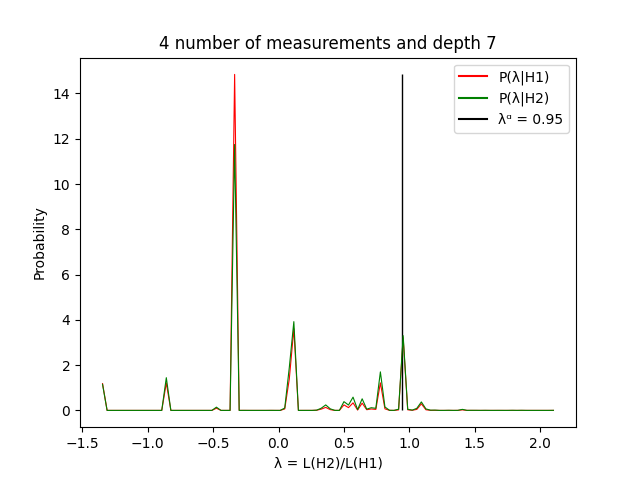 4 number of measurements and depth 7
P(λ|H1)
P(λ|H2)
λᵅ = 0.95
Probability
14
12
10
8
6
4
2
0
−1.5 −1.0 −0.5 0.0 0.5 1.0 1.5 2.0
λ = L(H2)/L(H1)